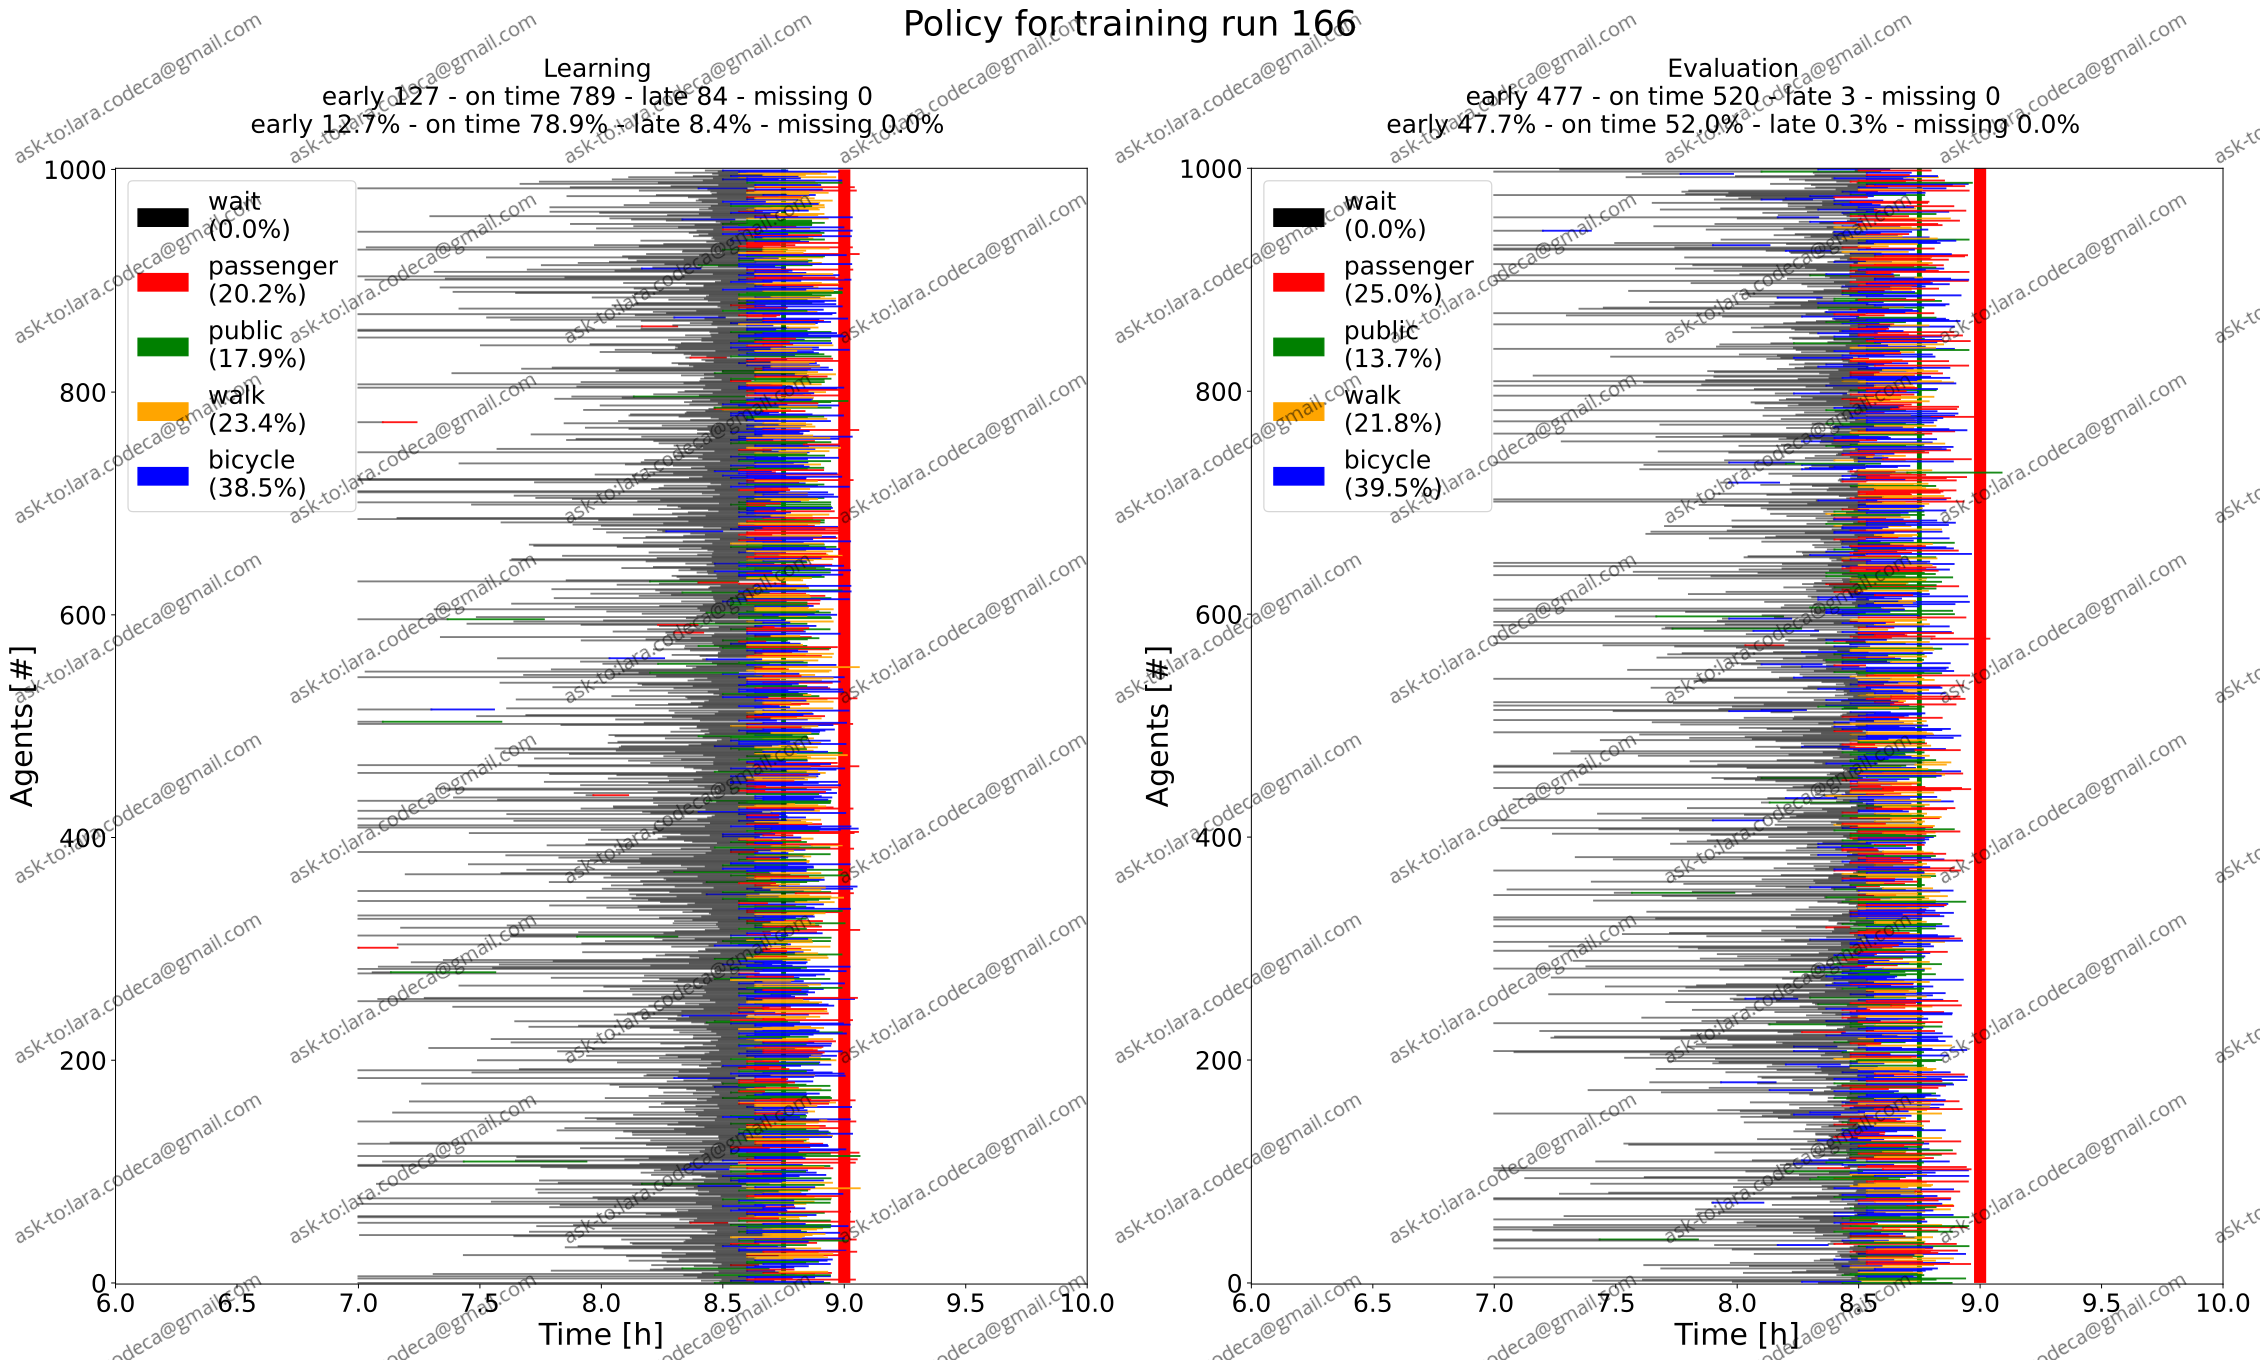 Policy for training run 166
Learning
early 127 - on time 789 - late 84 - missing 0
early 12.7% - on time 78.9% - late 8.4% - missing 0.0%
1000
800
600
400
200
0
Agents [#]
wait
(0.0%)
passenger
(20.2%)
public
(17.9%)
walk
(23.4%)
bicycle
(38.5%)
6.0 6.5 7.0 7.5 8.0 8.5 9.0 9.5 10.0
Time [h]
Evaluation
early 477 - on time 520 - late 3 - missing 0
early 47.7% - on time 52.0% - late 0.3% - missing 0.0%
1000
800
600
400
200
0
Agents [#]
wait
(0.0%)
passenger
(25.0%)
public
(13.7%)
walk
(21.8%)
bicycle
(39.5%)
6.0 6.5 7.0 7.5 8.0 8.5 9.0 9.5 10.0
Time [h]
ask-to:lara.codeca@gmail.com